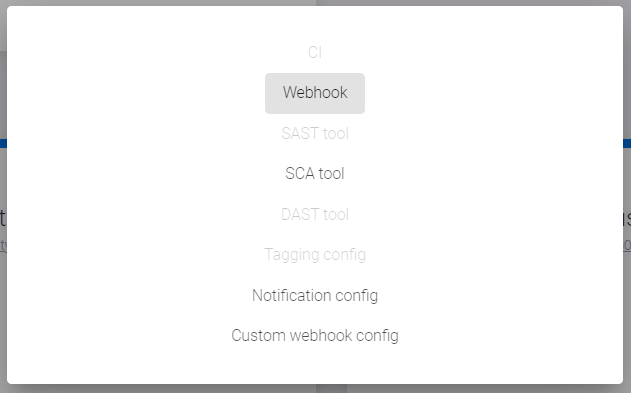 CI
Webhook
SAST tool
SCA tool
DAST tool
Tagging config
Notification config
Custom webhook config